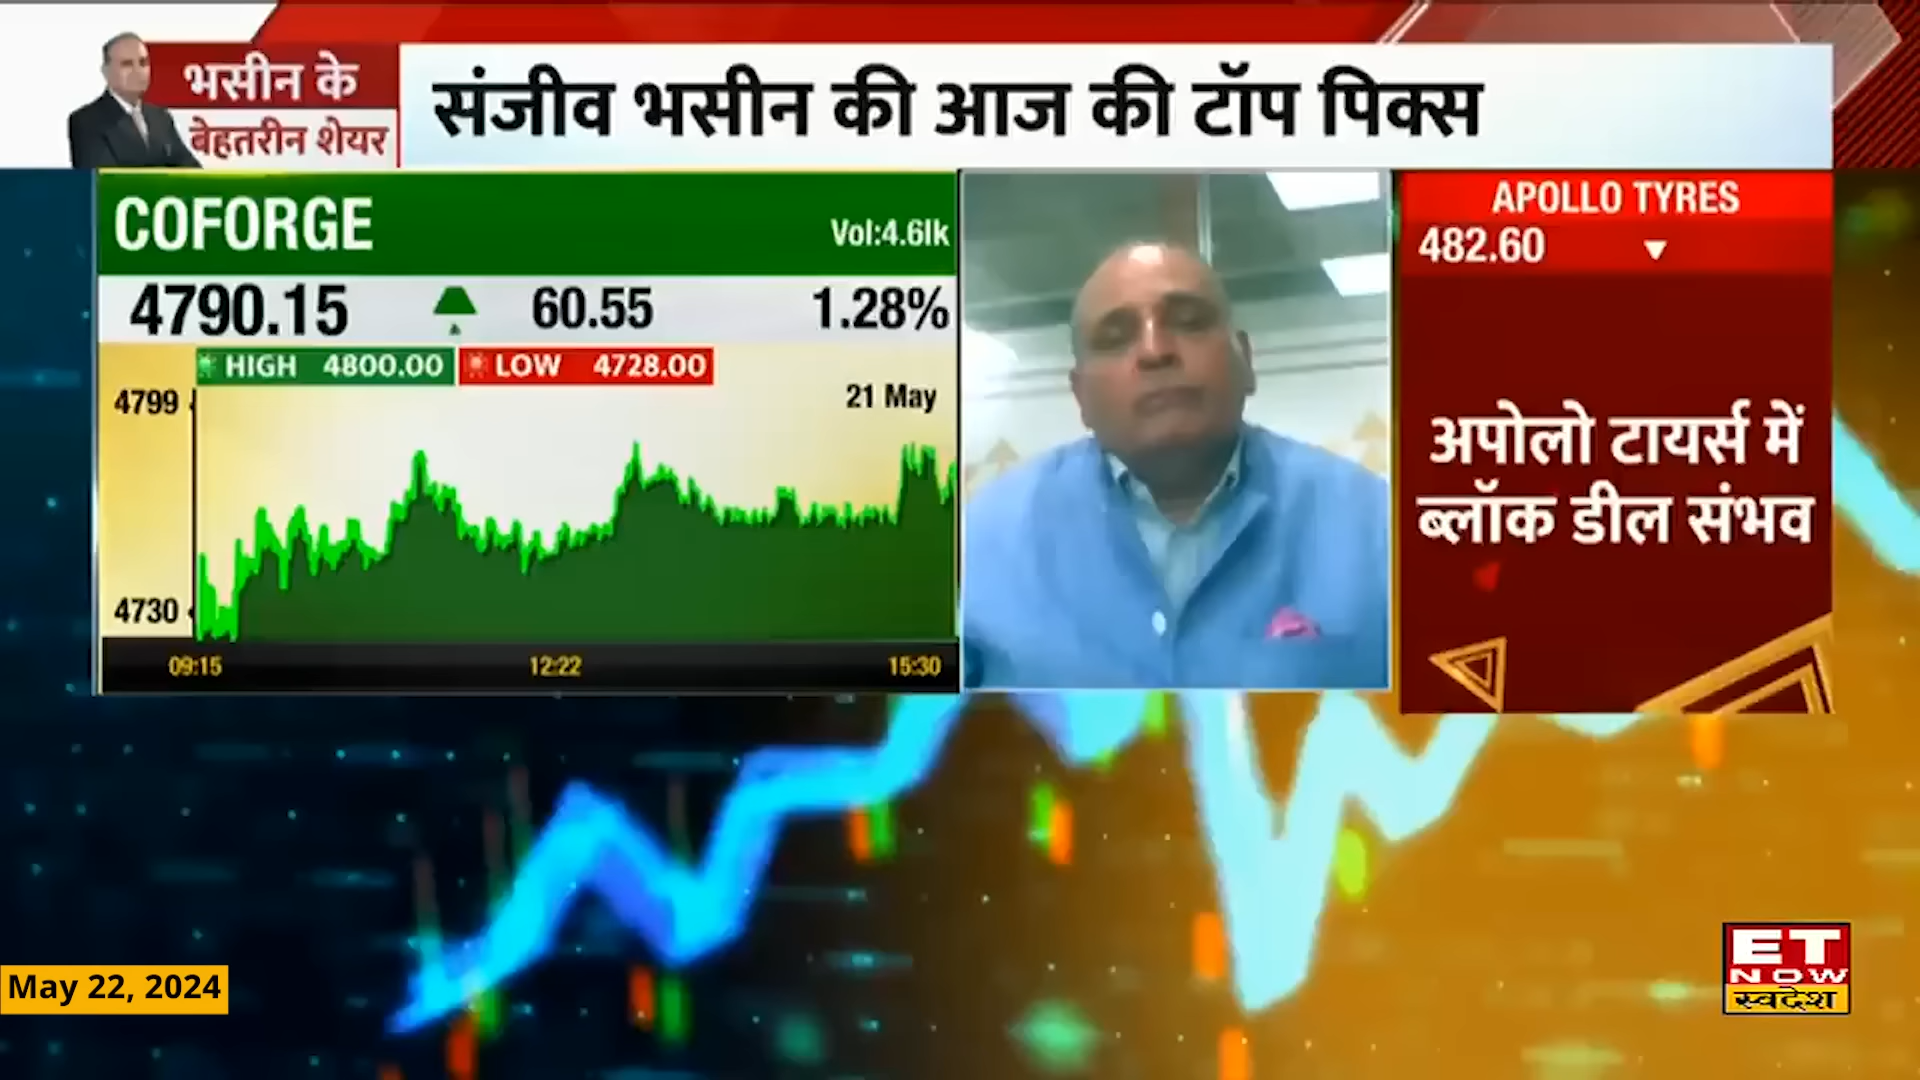 भसीन के
बेहतरीन शेयर
संजीव भसीन की आज की टॉप पिक्स
COFORGE
Vol:4.6lk
4790.15 60.55 1.28%
HIGH 4800.00 LOW 4728.00
21 May
4799
4730
09:15 12:22 15:30
APOLLO TYRES
482.60
अपोलो टायर्स में
ब्लॉक डील संभव
May 22, 2024
ET
NOW
स्वदेश